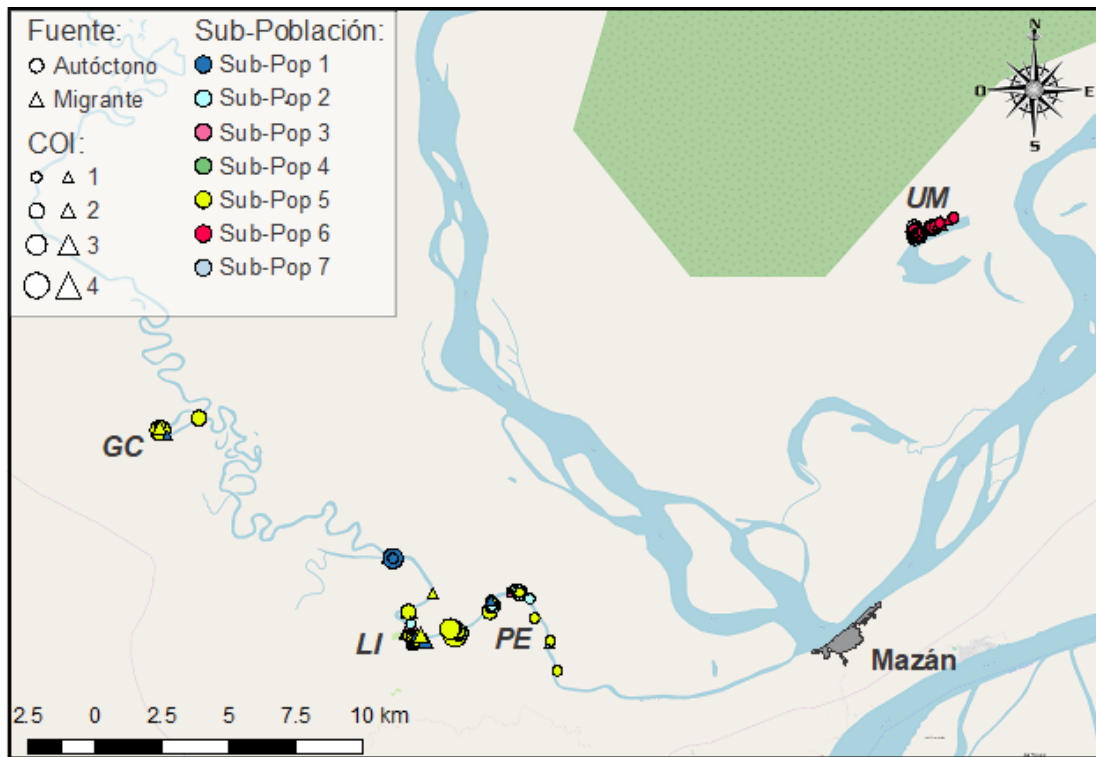 Fuente:
Autóctono
Migrante
COI:
1
2
3
4
Sub-Población:
Sub-Pop 1
Sub-Pop 2
Sub-Pop 3
Sub-Pop 4
Sub-Pop 5
Sub-Pop 6
Sub-Pop 7
N
O E
S
UM
GC
LI
PE
Mazán
2.5 0 2.5 5 7.5 10 km